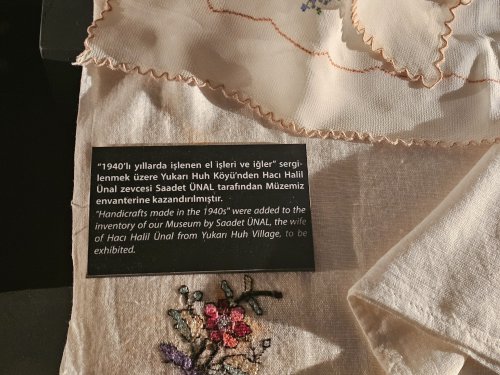 "1940'lı yıllarda işlenen el işleri ve iğler" sergi-
lenmek üzere Yukarı Huh Köyü'nden Hacı Halil
Ünal zevcesi Saadet ÜNAL tarafından Müzemiz
envanterine kazandırılmıştır.
"Handicrafts made in the 1940s" were added to the
inventory of our Museum by Saadet ÜNAL, the wife
of Hacı Halil Ünal from Yukarı Huh Village, to be
exhibited.